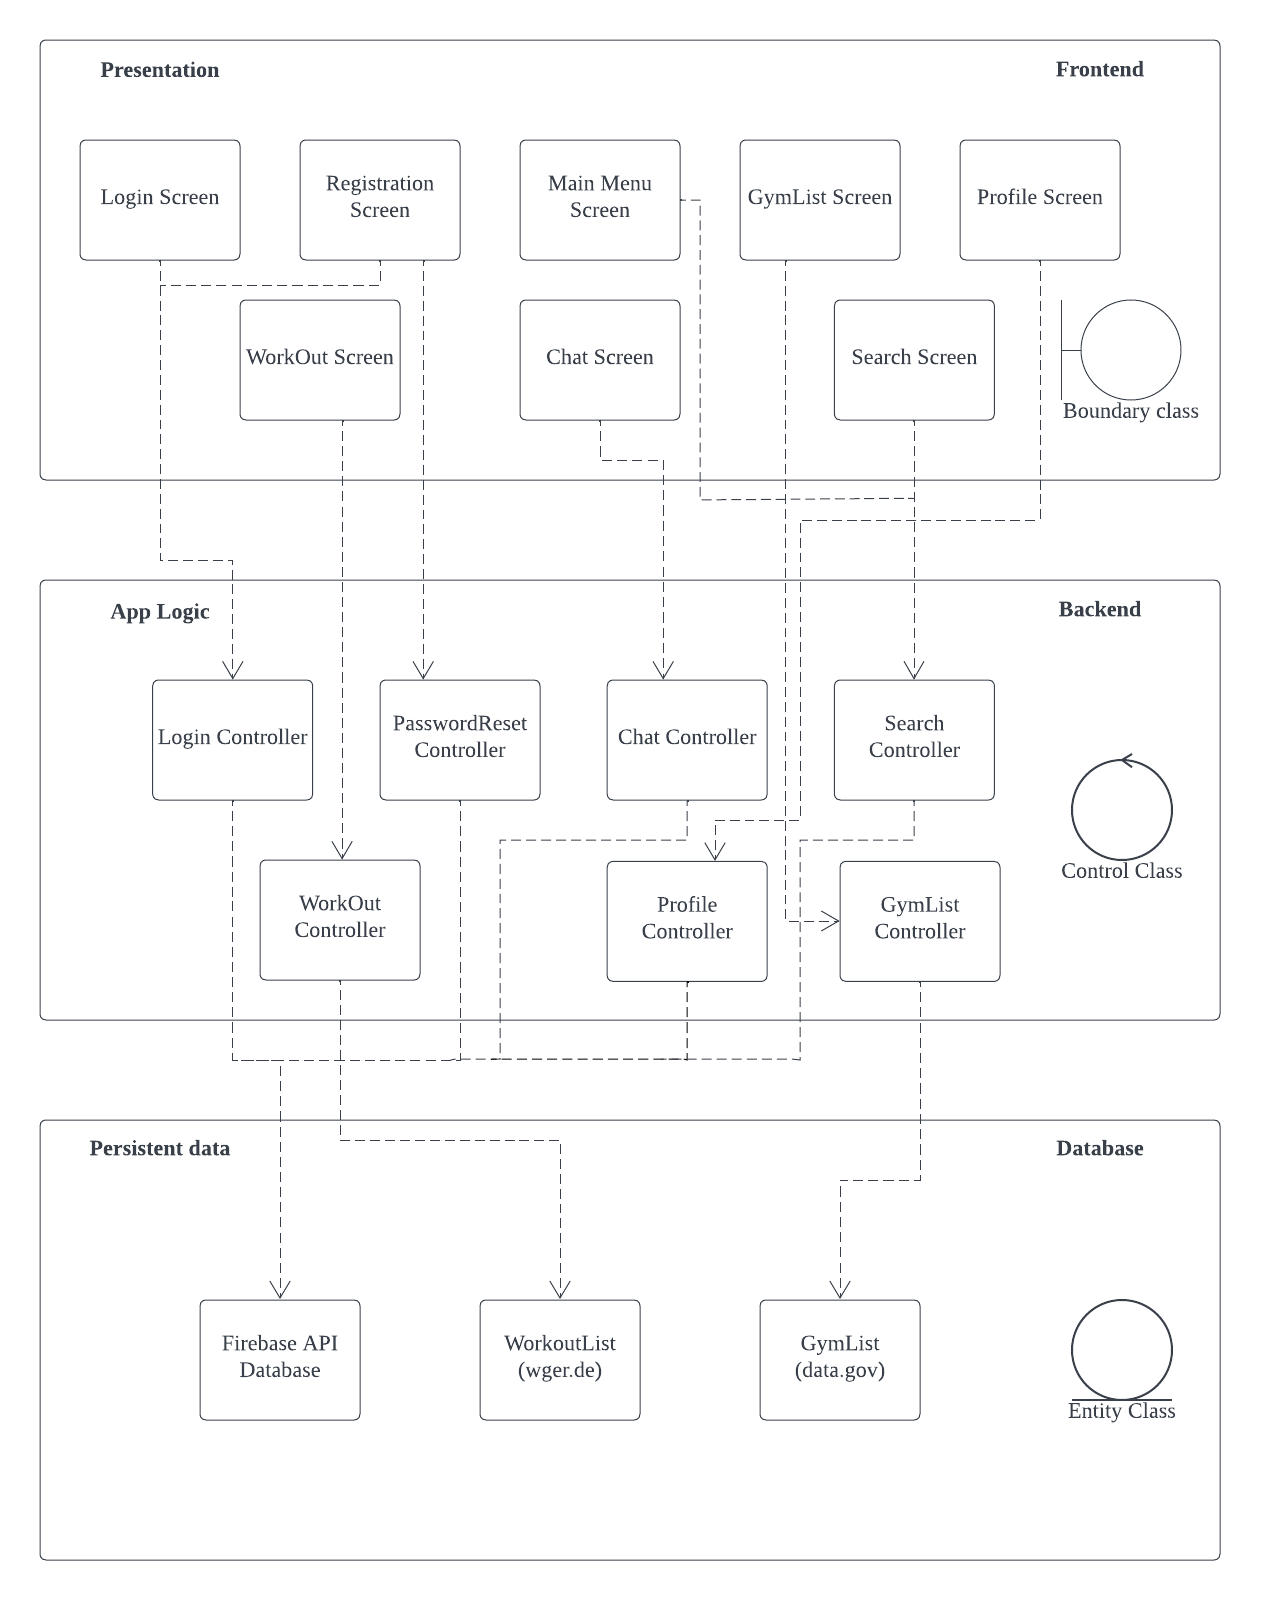 Presentation
Frontend
Login Screen
Registration
Screen
Main Menu
Screen
GymList Screen
Profile Screen
WorkOut Screen
Chat Screen
Search Screen
Boundary class
App Logic
Backend
Login Controller
PasswordReset
Controller
Chat Controller
Search
Controller
Control Class
WorkOut
Controller
Profile
Controller
GymList
Controller
Persistent data
Database
Firebase API
Database
WorkoutList
(wger.de)
GymList
(data.gov)
Entity Class